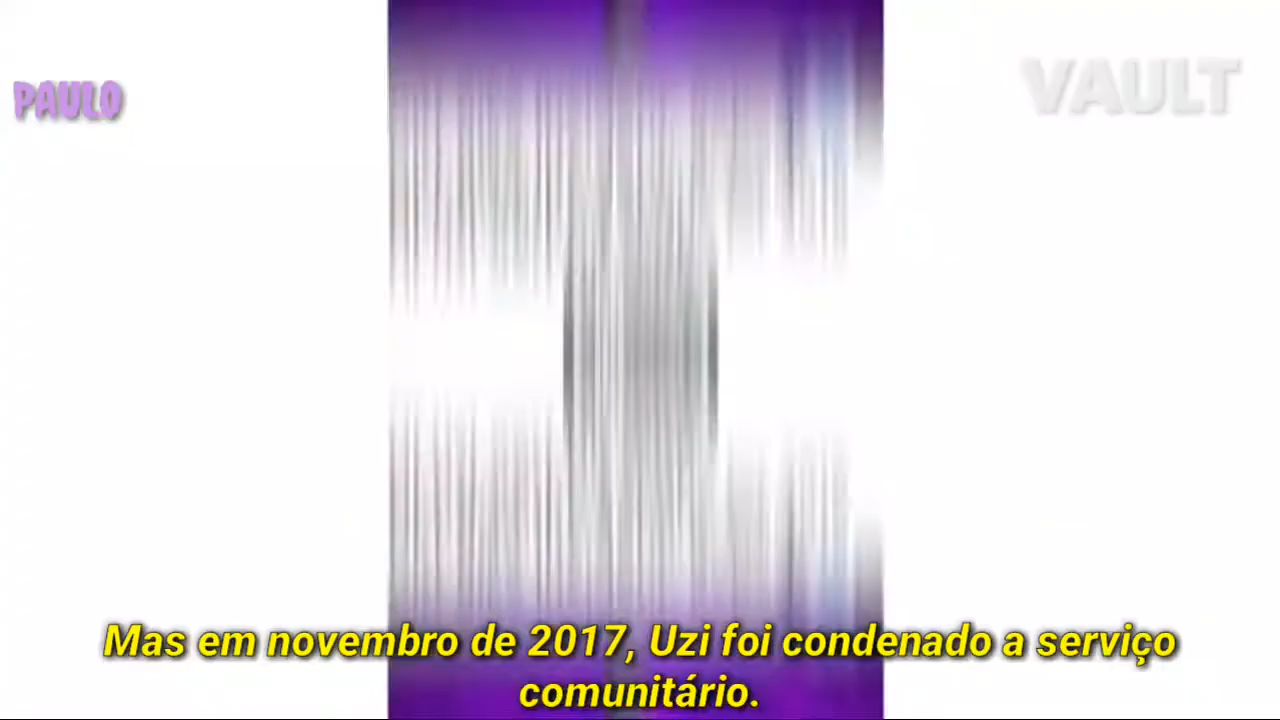 PAULO
VAULT
Mas em novembro de 2017, Uzi foi condenado a serviço
comunitário.